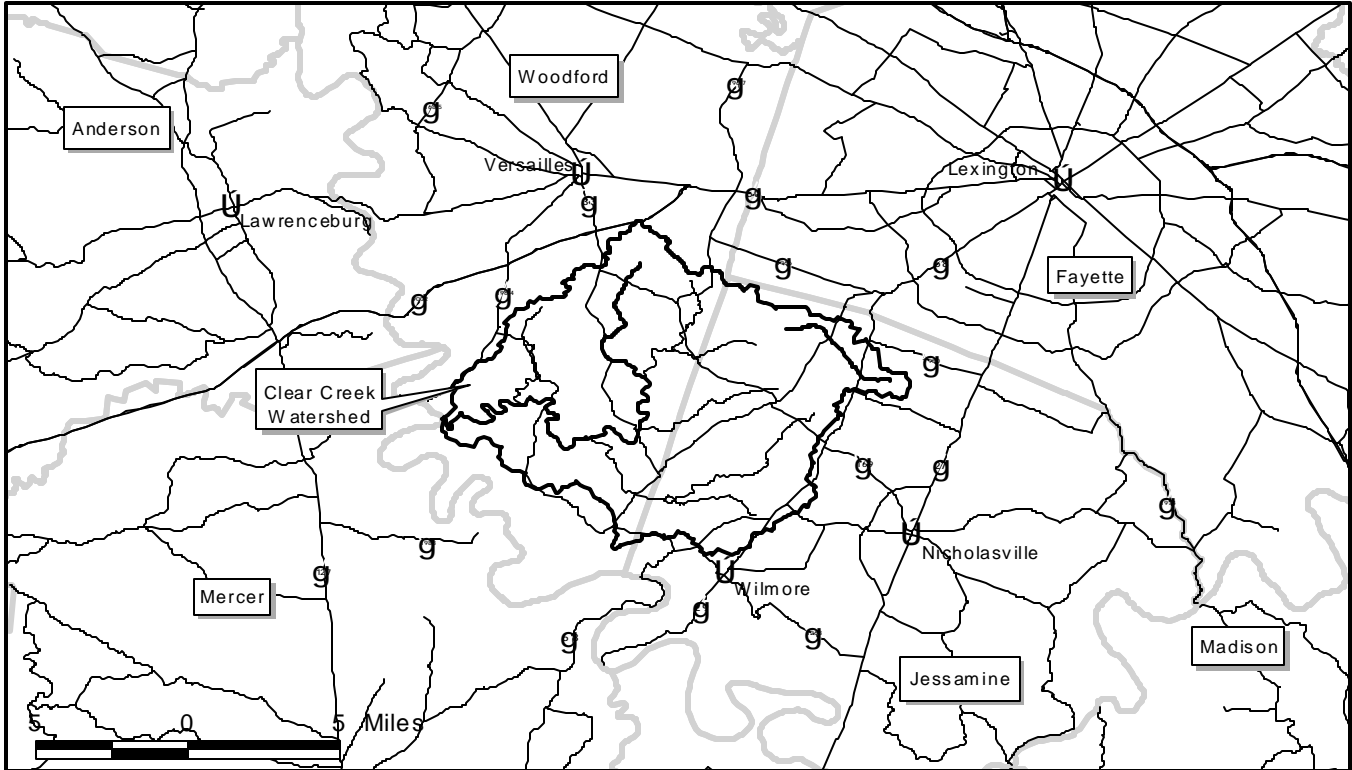 Woodford
Anderson
Versailles
Lexington
Lawrenceburg
Fayette
Clear Creek
Watershed
Nicholasville
Wilmore
Mercer
Madison
Jessamine
5 0 5 Miles